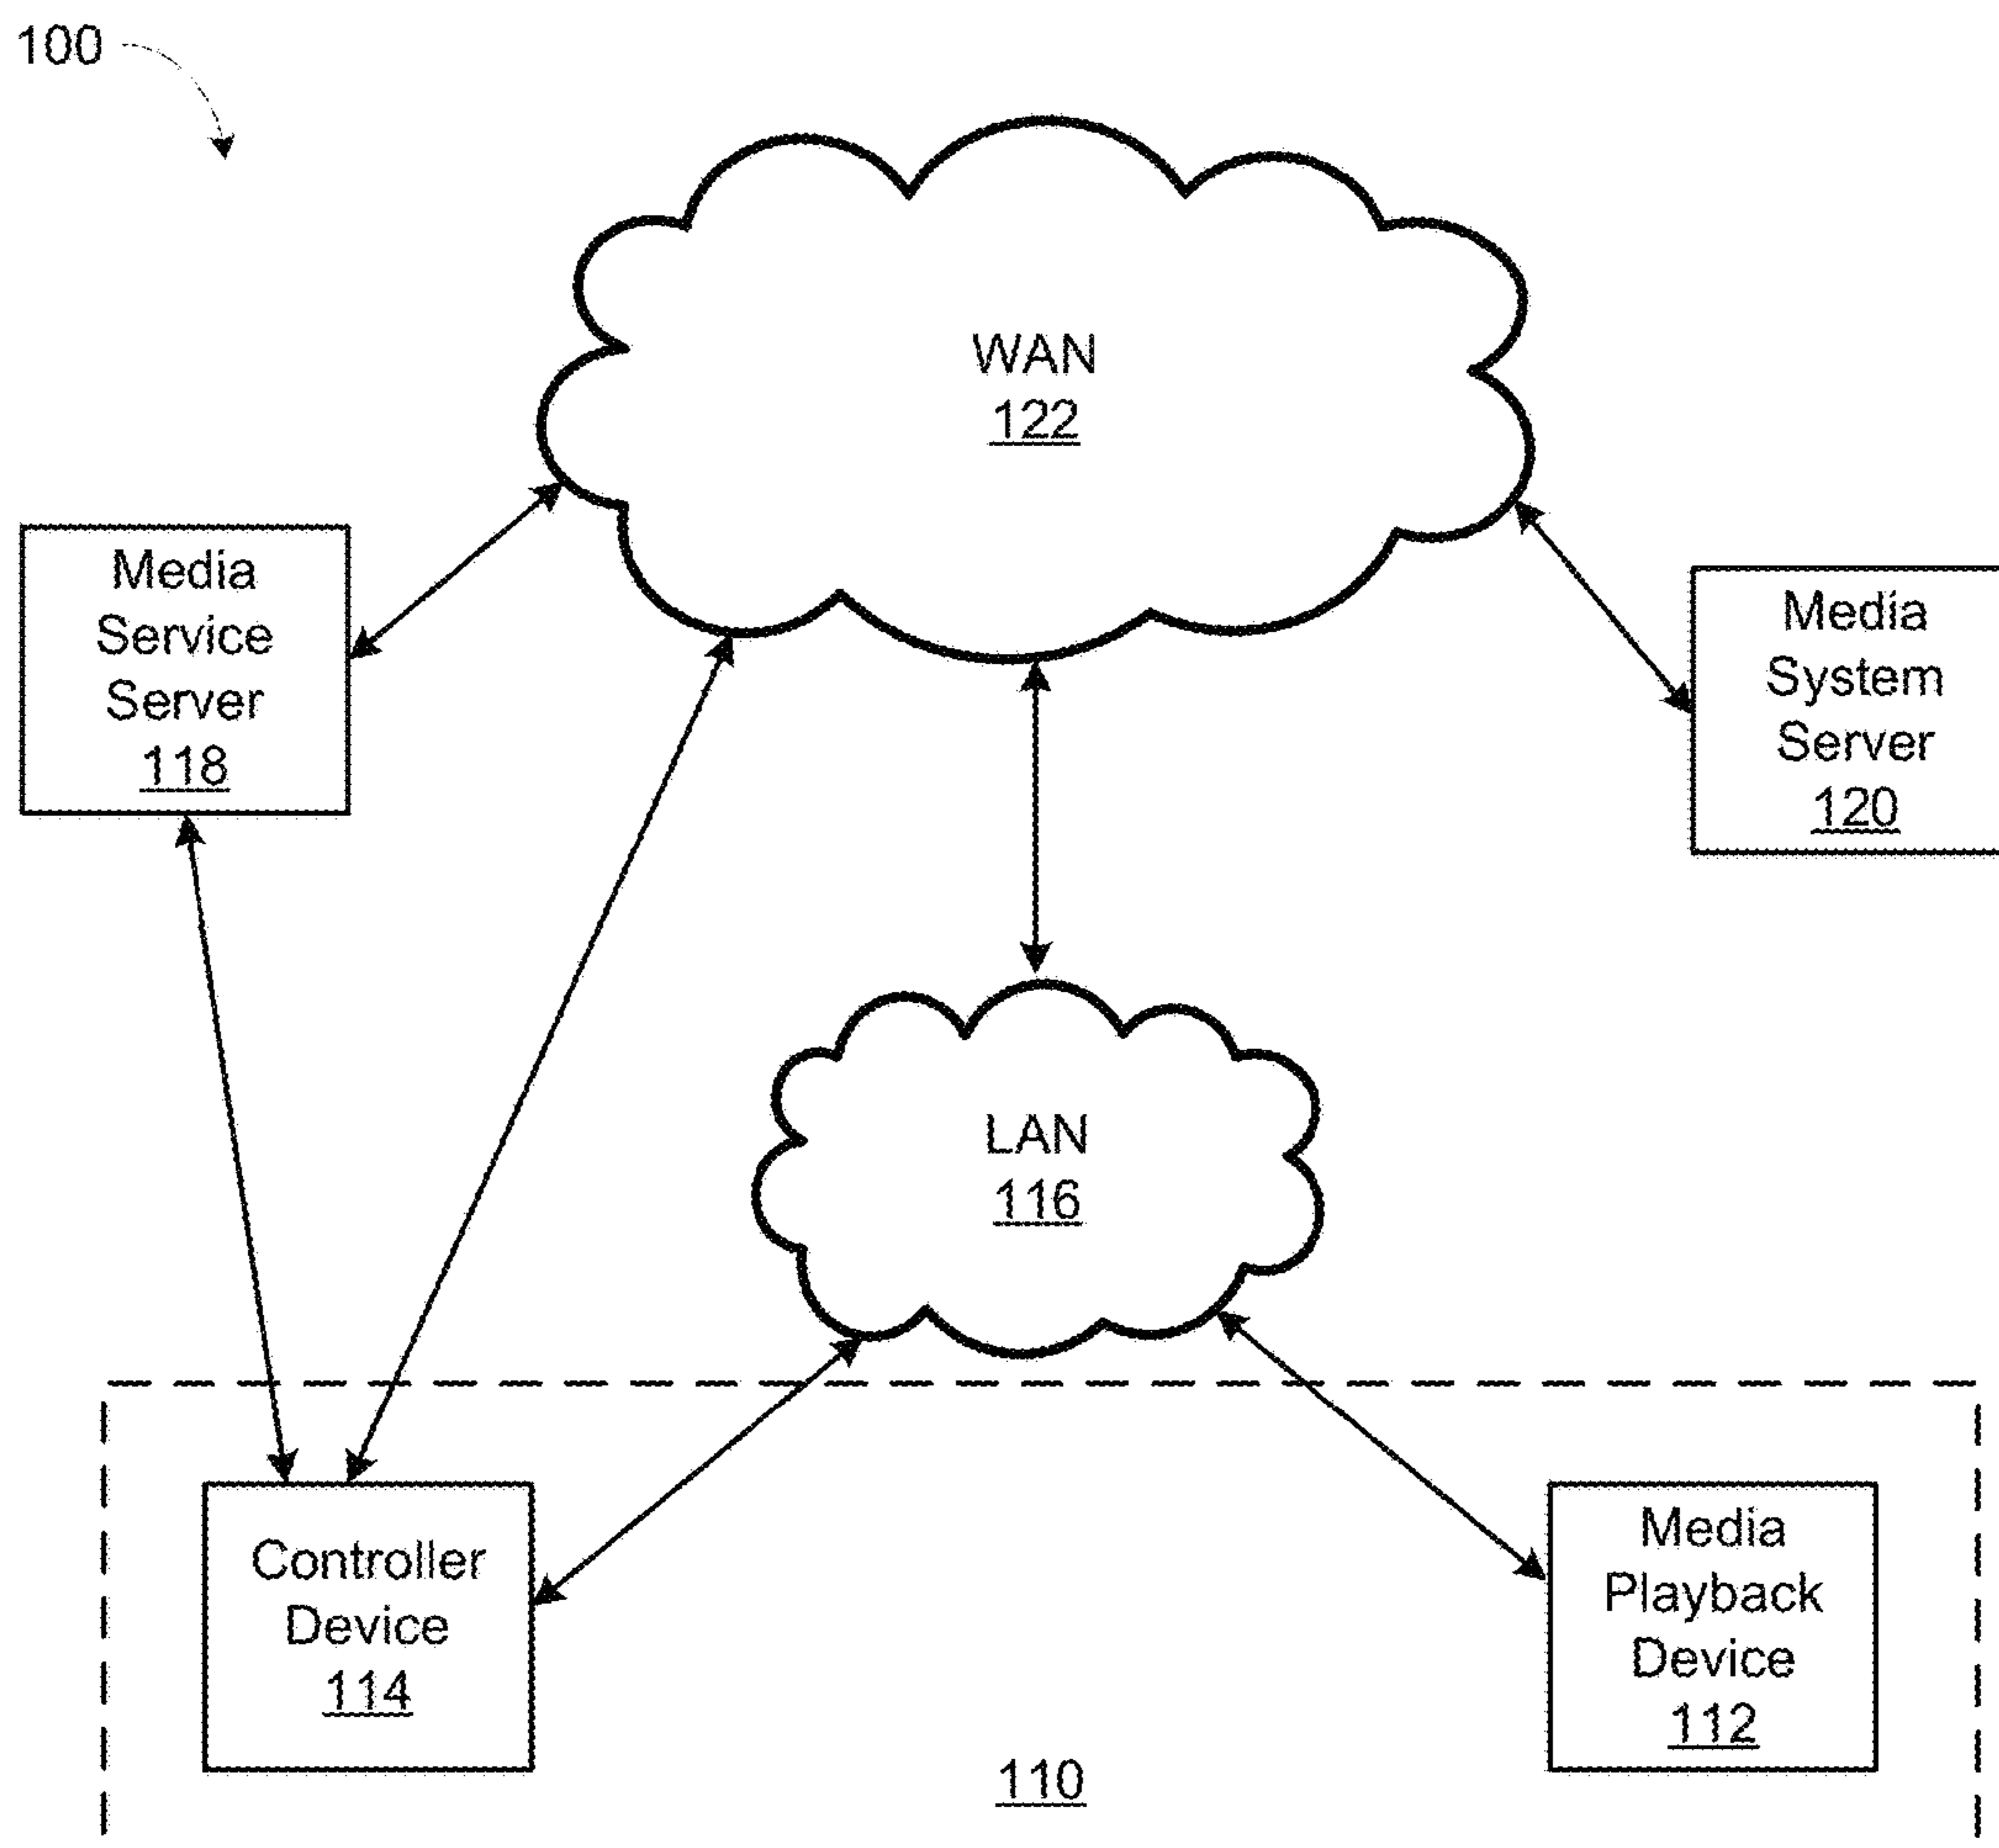 100
WAN
122
Media
Service
Server
118
Media
System
Server
120
LAN
116
Controller
Device
114
Media
Playback
Device
112
110